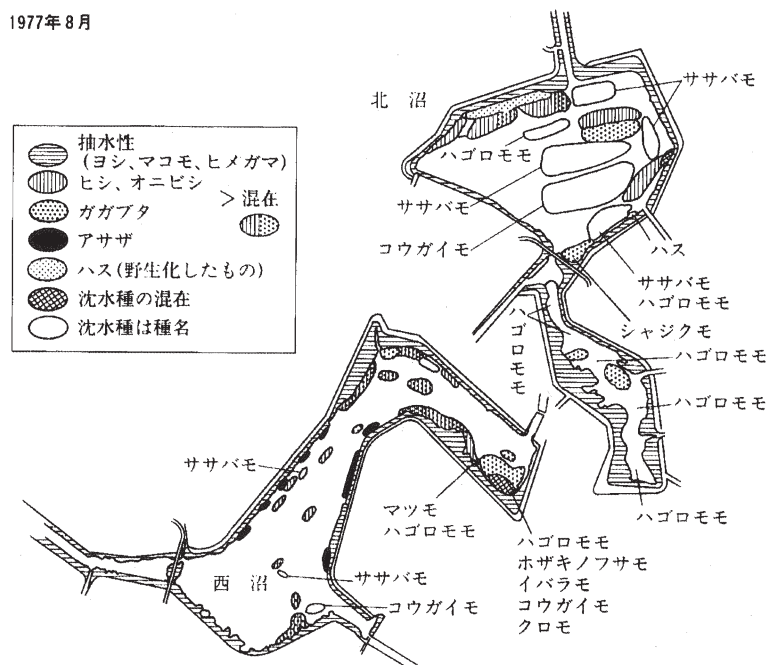 1977年8月
北沼
抽水性
(ヨシ、マコモ、ヒメガマ)
ヒシ、オニビシ
> 混在
ガガブタ
アサザ
ハス(野生化したもの)
沈水種の混在
沈水種は種名
ササバモ
ハゴロモモ
ササバモ
コウガイモ
ハス
ササバモ
ハゴロモモ
シャジクモ
ハゴロモモ
ハゴロモモ
ハゴロモモ
ハゴロモモ
ササバモ
マツモ
ハゴロモモ
ハゴロモモ
ホザキノフサモ
イバラモ
コウガイモ
クロモ
西沼
ササバモ
コウガイモ